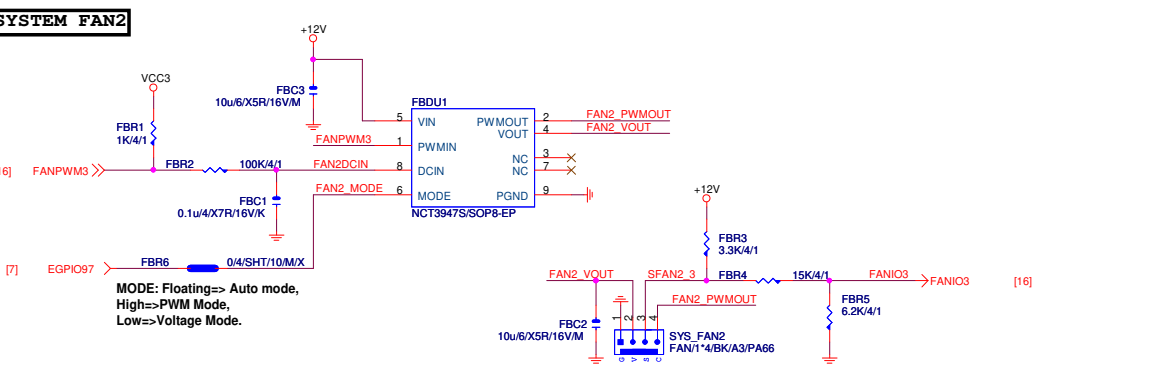 SYSTEM FAN2
+12V
VCC3
FBC3
10u/6/X5R/16V/M
FBDU1
FBR1
1K/4/1
5 VIN
PWMOUT 2 FAN2_PWMOUT
VOUT 4 FAN2_VOUT
FANPWM3 1 PWMIN
NC 3
6] FANPWM3 FBR2 100K/4/1 FAN2DCIN 8 DCIN
NC 7
FAN2_MODE 6 MODE
PGND 9
FBC1
0.1u/4/X7R/16V/K
NCT3947S/SOP8-EP
+12V
FBR3
3.3K/4/1
[7] EGPIO97 FBR6 0/4/SHT/10/M/X
FAN2_VOUT SFAN2_3 FBR4 15K/4/1 FANIO3 FANIO3 [16]
MODE: Floating=> Auto mode,
High=>PWM Mode,
Low=>Voltage Mode.
FAN2_PWMOUT
FBR5
6.2K/4/1
1 2 3 4
FBC2
10u/6/X5R/16V/M
SYS_FAN2
FAN/1*4/BK/A3/PA66
G V S C